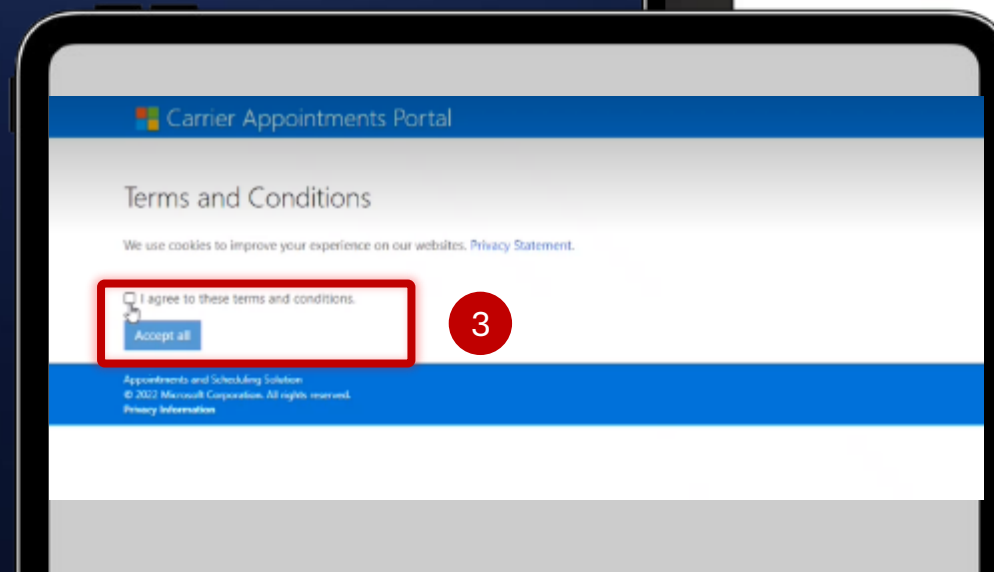 Carrier Appointments Portal
Terms and Conditions
We use cookies to improve your experience on our websites. Privacy Statement.
I agree to these terms and conditions.
3
Accept all
Appointments and Scheduling Solution
© 2022 Microsoft Corporation. All rights reserved.
Privacy Information